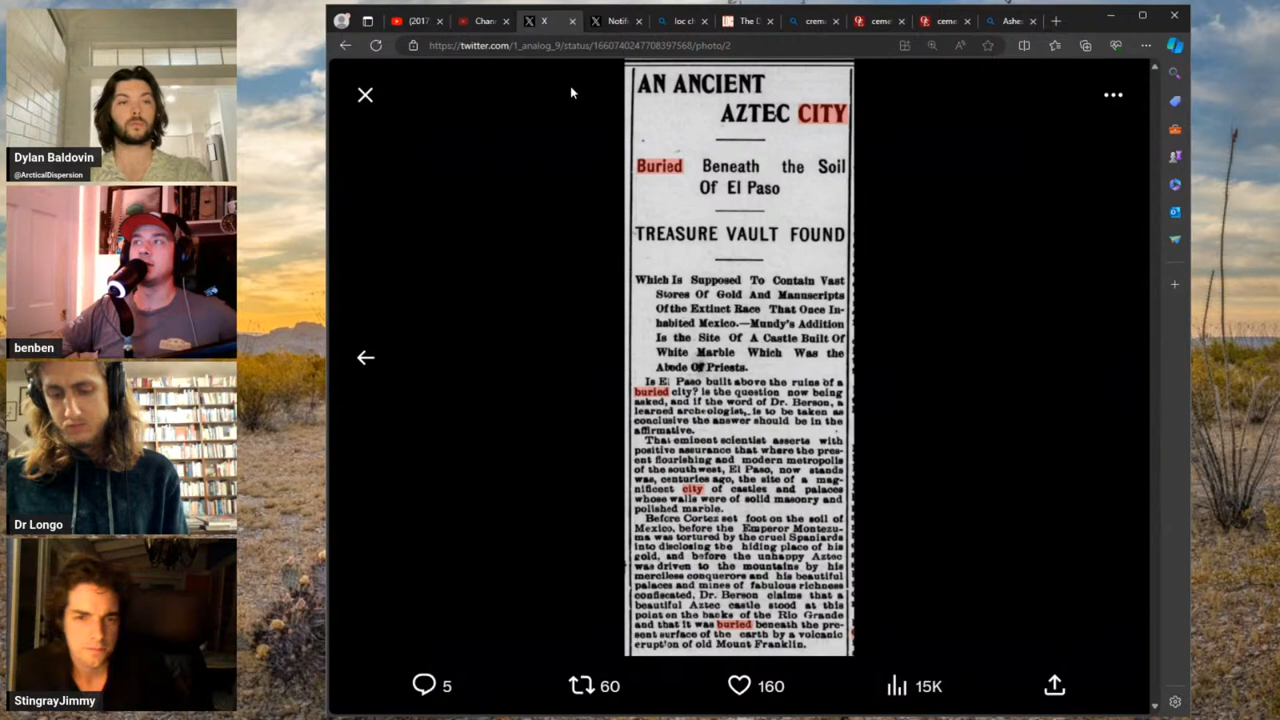 (2017
Chan
X
Notif
loc ch
The D
crem
ceme
ceme
Ashe
https://twitter.com/1_analog_9/status/1660740247708397568/photo/2
Dylan Baldovin
@ArcticalDispersion
benben
Dr Longo
StingrayJimmy
AN ANCIENT
AZTEC CITY
Buried Beneath the Soil
Of El Paso
TREASURE VAULT FOUND
Which Is Supposed To Contain Vast
Stores Of Gold And Manuscripts
Of the Extinct Race That Once In-
habited Mexico.—Mundy's Addition
Is the Site Of A Castle Built Of
White Marble Which Was the
Abode Of Priests.
Is El Paso built above the ruins of a
buried city? is the question now being
asked, and if the word of Dr. Berson, a
learned archeologist, is to be taken as
conclusive the answer should be in the
affirmative.
That eminent scientist asserts with
positive assurance that where the pres-
ent flourishing and modern metropolis
of the southwest, El Paso, now stands
was, centuries ago, the site of a mag-
nificent city of castles and palaces
whose walls were of solid masonry and
polished marble.
Before Cortez set foot on the soil of
Mexico, before the Emperor Montezu-
ma was tortured by the cruel Spaniards
into disclosing the hiding place of his
gold, and before the unhappy Aztec
was driven to the mountains by his
merciless conquerors and his beautiful
palaces and mines of fabulous richness
confiscated, Dr. Berson claims that a
beautiful Aztec castle stood at this
point on the backs of the Rio Grande
and that it was buried beneath the pre-
sent surface of the earth by a volcanic
eruption of old Mount Franklin.
5
60
160
15K